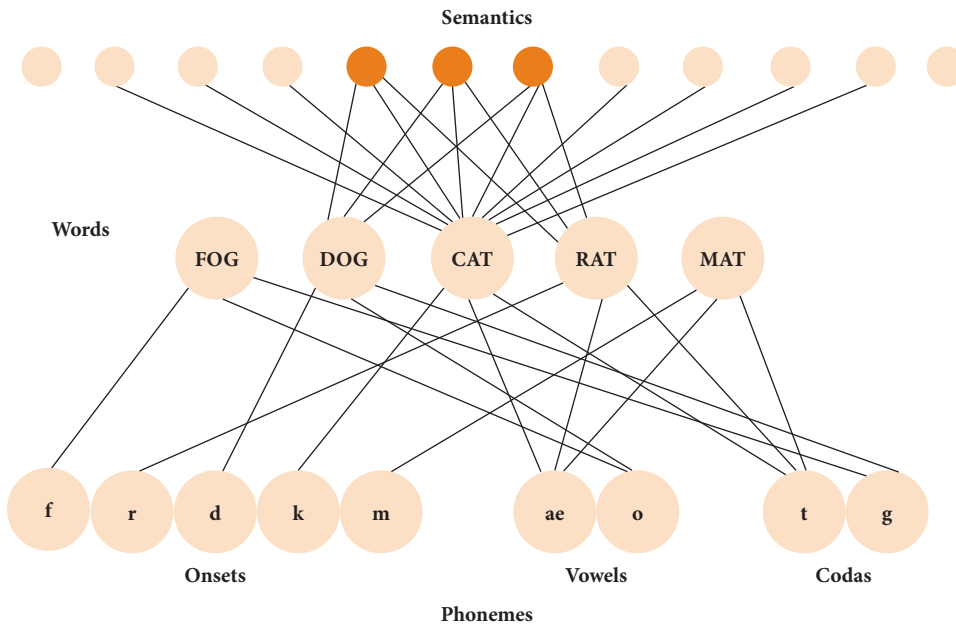 Semantics
Words
FOG DOG CAT RAT MAT
f r d k m ae o t g
Onsets Vowels Codas
Phonemes